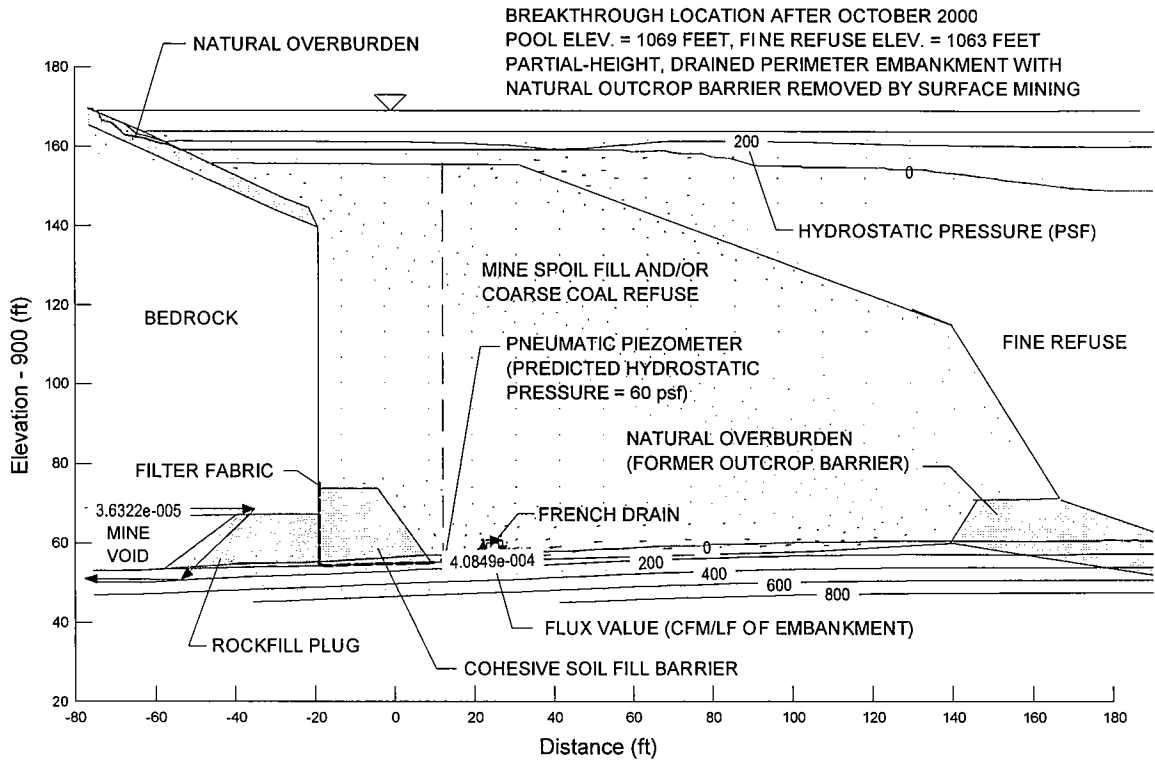 BREAKTHROUGH LOCATION AFTER OCTOBER 2000
POOL ELEV. = 1069 FEET, FINE REFUSE ELEV. = 1063 FEET
PARTIAL-HEIGHT, DRAINED PERIMETER EMBANKMENT WITH
NATURAL OUTCROP BARRIER REMOVED BY SURFACE MINING
NATURAL OVERBURDEN
180
160
140
120
100
80
60
40
20
Elevation - 900 (ft)
200
0
HYDROSTATIC PRESSURE (PSF)
MINE SPOIL FILL AND/OR
COARSE COAL REFUSE
BEDROCK
FINE REFUSE
PNEUMATIC PIEZOMETER
(PREDICTED HYDROSTATIC
PRESSURE = 60 psf)
NATURAL OVERBURDEN
(FORMER OUTCROP BARRIER)
FILTER FABRIC
3.6322e-005
MINE
VOID
FRENCH DRAIN
4.0849e-004
0
200
400
600
800
FLUX VALUE (CFM/LF OF EMBANKMENT)
ROCKFILL PLUG
COHESIVE SOIL FILL BARRIER
-80 -60 -40 -20 0 20 40 60 80 100 120 140 160 180
Distance (ft)